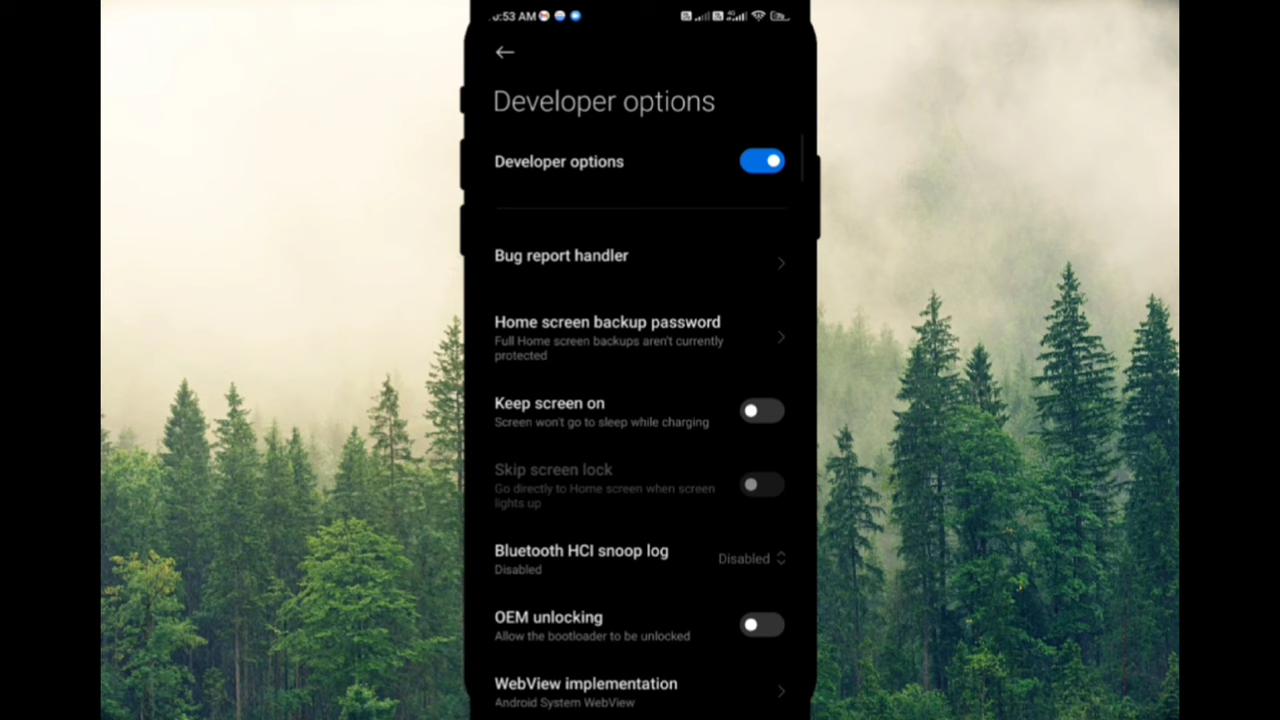 :53 AM
Developer options
Developer options
Bug report handler
Home screen backup password
Full Home screen backups aren't currently
protected
Keep screen on
Screen won't go to sleep while charging
Skip screen lock
Go directly to Home screen when screen
lights up
Bluetooth HCI snoop log
Disabled
Disabled
OEM unlocking
Allow the bootloader to be unlocked
WebView implementation
Android System WebView